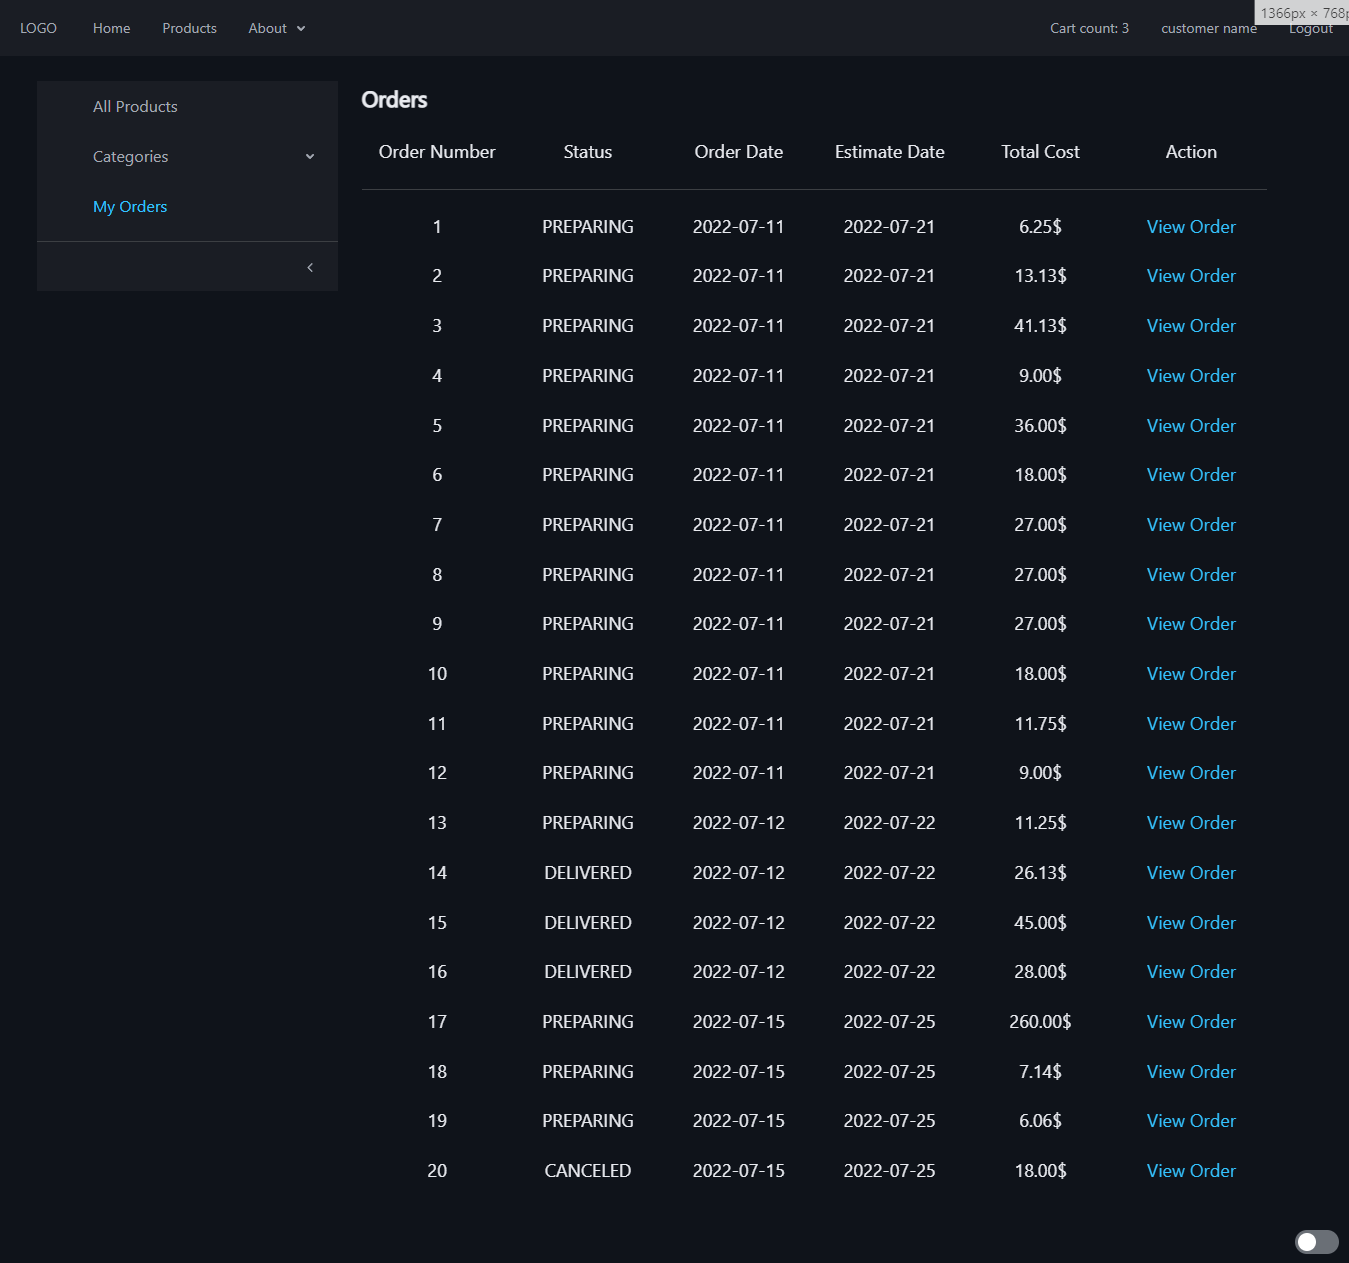 LOGO Home Products About Cart count: 3 customer name Logout
1366px × 768p
All Products
Categories
My Orders
Orders
Order Number Status Order Date Estimate Date Total Cost Action
1 PREPARING 2022-07-11 2022-07-21 6.25$ View Order
2 PREPARING 2022-07-11 2022-07-21 13.13$ View Order
3 PREPARING 2022-07-11 2022-07-21 41.13$ View Order
4 PREPARING 2022-07-11 2022-07-21 9.00$ View Order
5 PREPARING 2022-07-11 2022-07-21 36.00$ View Order
6 PREPARING 2022-07-11 2022-07-21 18.00$ View Order
7 PREPARING 2022-07-11 2022-07-21 27.00$ View Order
8 PREPARING 2022-07-11 2022-07-21 27.00$ View Order
9 PREPARING 2022-07-11 2022-07-21 27.00$ View Order
10 PREPARING 2022-07-11 2022-07-21 18.00$ View Order
11 PREPARING 2022-07-11 2022-07-21 11.75$ View Order
12 PREPARING 2022-07-11 2022-07-21 9.00$ View Order
13 PREPARING 2022-07-12 2022-07-22 11.25$ View Order
14 DELIVERED 2022-07-12 2022-07-22 26.13$ View Order
15 DELIVERED 2022-07-12 2022-07-22 45.00$ View Order
16 DELIVERED 2022-07-12 2022-07-22 28.00$ View Order
17 PREPARING 2022-07-15 2022-07-25 260.00$ View Order
18 PREPARING 2022-07-15 2022-07-25 7.14$ View Order
19 PREPARING 2022-07-15 2022-07-25 6.06$ View Order
20 CANCELED 2022-07-15 2022-07-25 18.00$ View Order